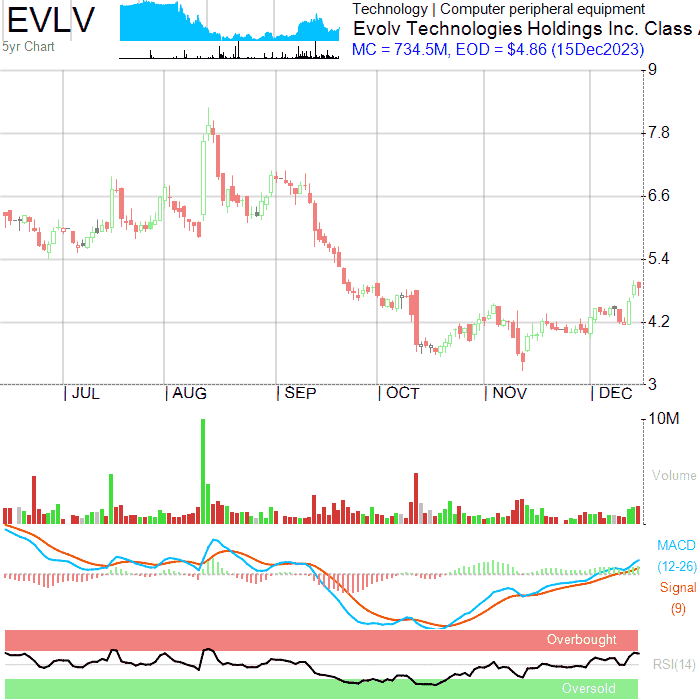 EVLV
5yr Chart
Technology | Computer peripheral equipment
Evolv Technologies Holdings Inc. Class A
MC = 734.5M, EOD = $4.86 (15Dec2023)
9
7.8
6.6
5.4
4.2
3
| JUL | AUG | SEP | OCT | NOV | DEC
10M
Volume
MACD
(12-26)
Signal
(9)
Overbought
RSI(14)
Oversold